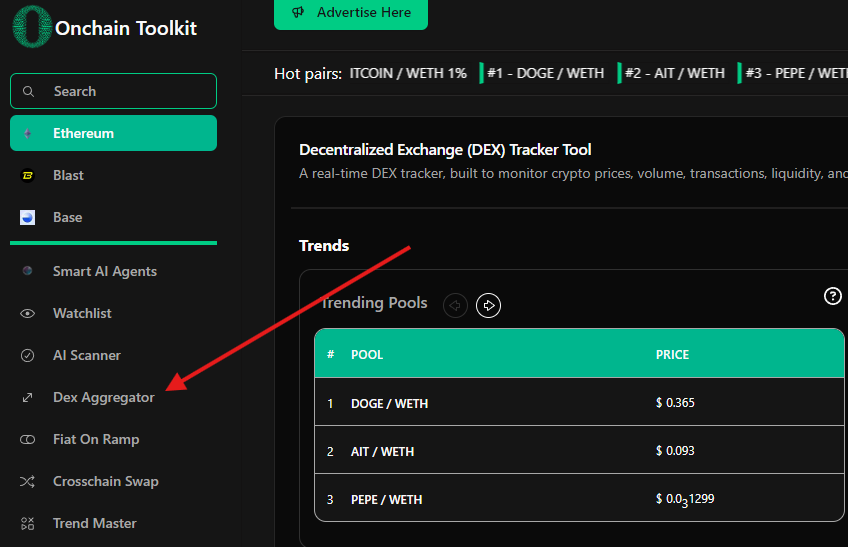 Onchain Toolkit
Advertise Here
Hot pairs: ITCOIN / WETH 1% #1 - DOGE / WETH #2 - AIT / WETH #3 - PEPE / WET
Search
Ethereum
Blast
Base
Smart AI Agents
Watchlist
AI Scanner
Dex Aggregator
Fiat On Ramp
Crosschain Swap
Trend Master
Decentralized Exchange (DEX) Tracker Tool
A real-time DEX tracker, built to monitor crypto prices, volume, transactions, liquidity, and
Trends
Trending Pools
# POOL PRICE
1 DOGE / WETH $ 0.365
2 AIT / WETH $ 0.093
3 PEPE / WETH $ 0.0₃1299